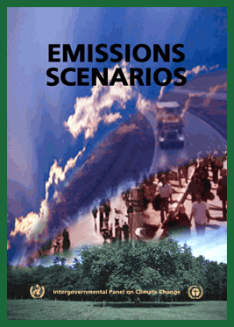 EMISSIONS
SCENARIOS
Intergovernmental Panel on Climate Change